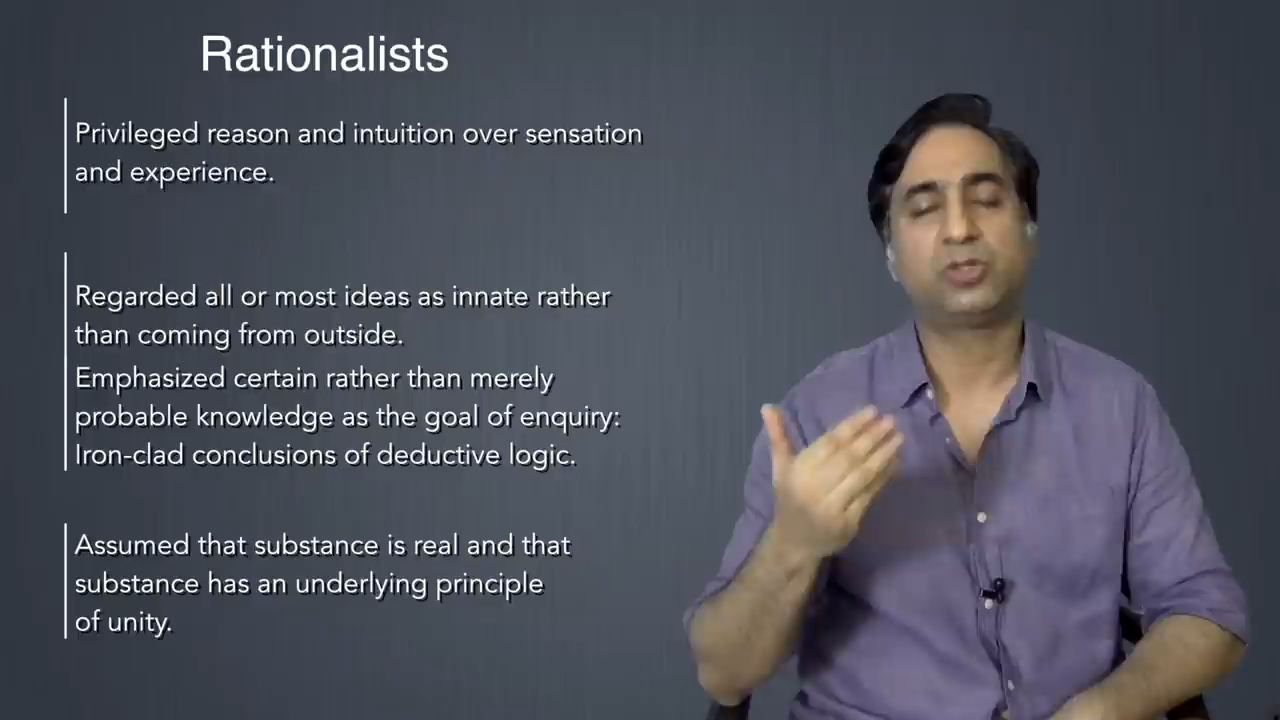 Rationalists
Privileged reason and intuition over sensation
and experience.
Regarded all or most ideas as innate rather
than coming from outside.
Emphasized certain rather than merely
probable knowledge as the goal of enquiry:
Iron-clad conclusions of deductive logic.
Assumed that substance is real and that
substance has an underlying principle
of unity.